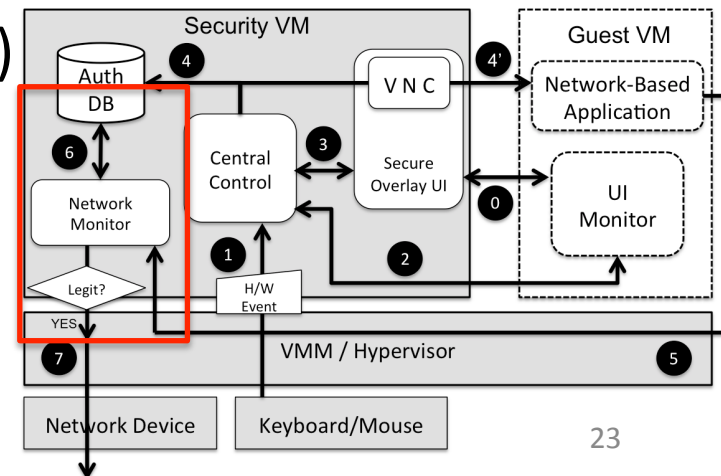 )
Security VM
Guest VM
Auth
DB
4
V N C
4’
Network-Based
Application
6
Central
Control
3
Secure
Overlay UI
0
UI
Monitor
Network
Monitor
1
2
Legit?
H/W
Event
YES
7
VMM / Hypervisor
5
Network Device
Keyboard/Mouse
23